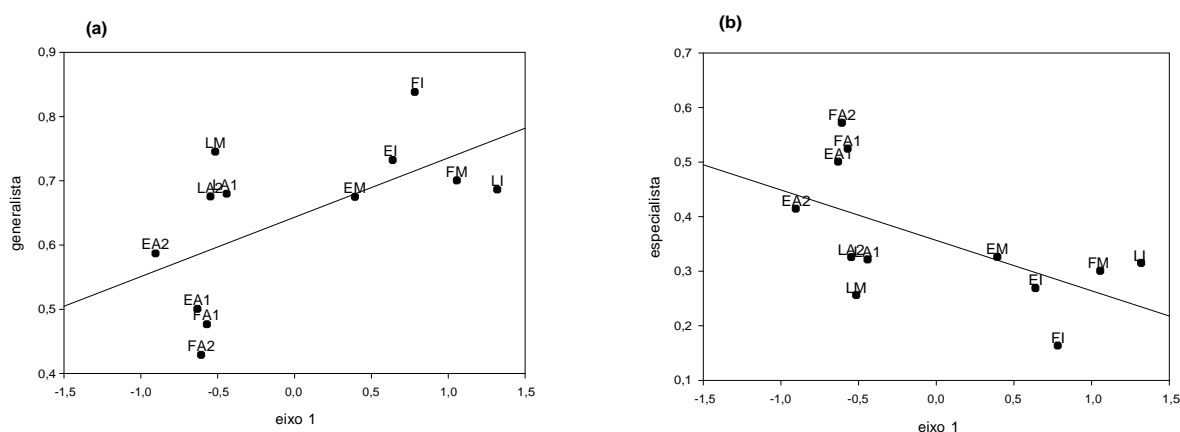 (a)
0,9
0,8
0,7
0,6
0,5
0,4
generalista
FI
LM
EI
LA2
LA1
EM
FM
LI
EA2
EA1
FA1
FA2
-1,5
-1,0
-0,5
0,0
0,5
1,0
1,5
eixo 1
(b)
0,7
0,6
0,5
0,4
0,3
0,2
0,1
especialista
FA2
FA1
EA1
EA2
LA2
LA1
EM
FM
LI
LM
EI
FI
-1,5
-1,0
-0,5
0,0
0,5
1,0
1,5
eixo 1